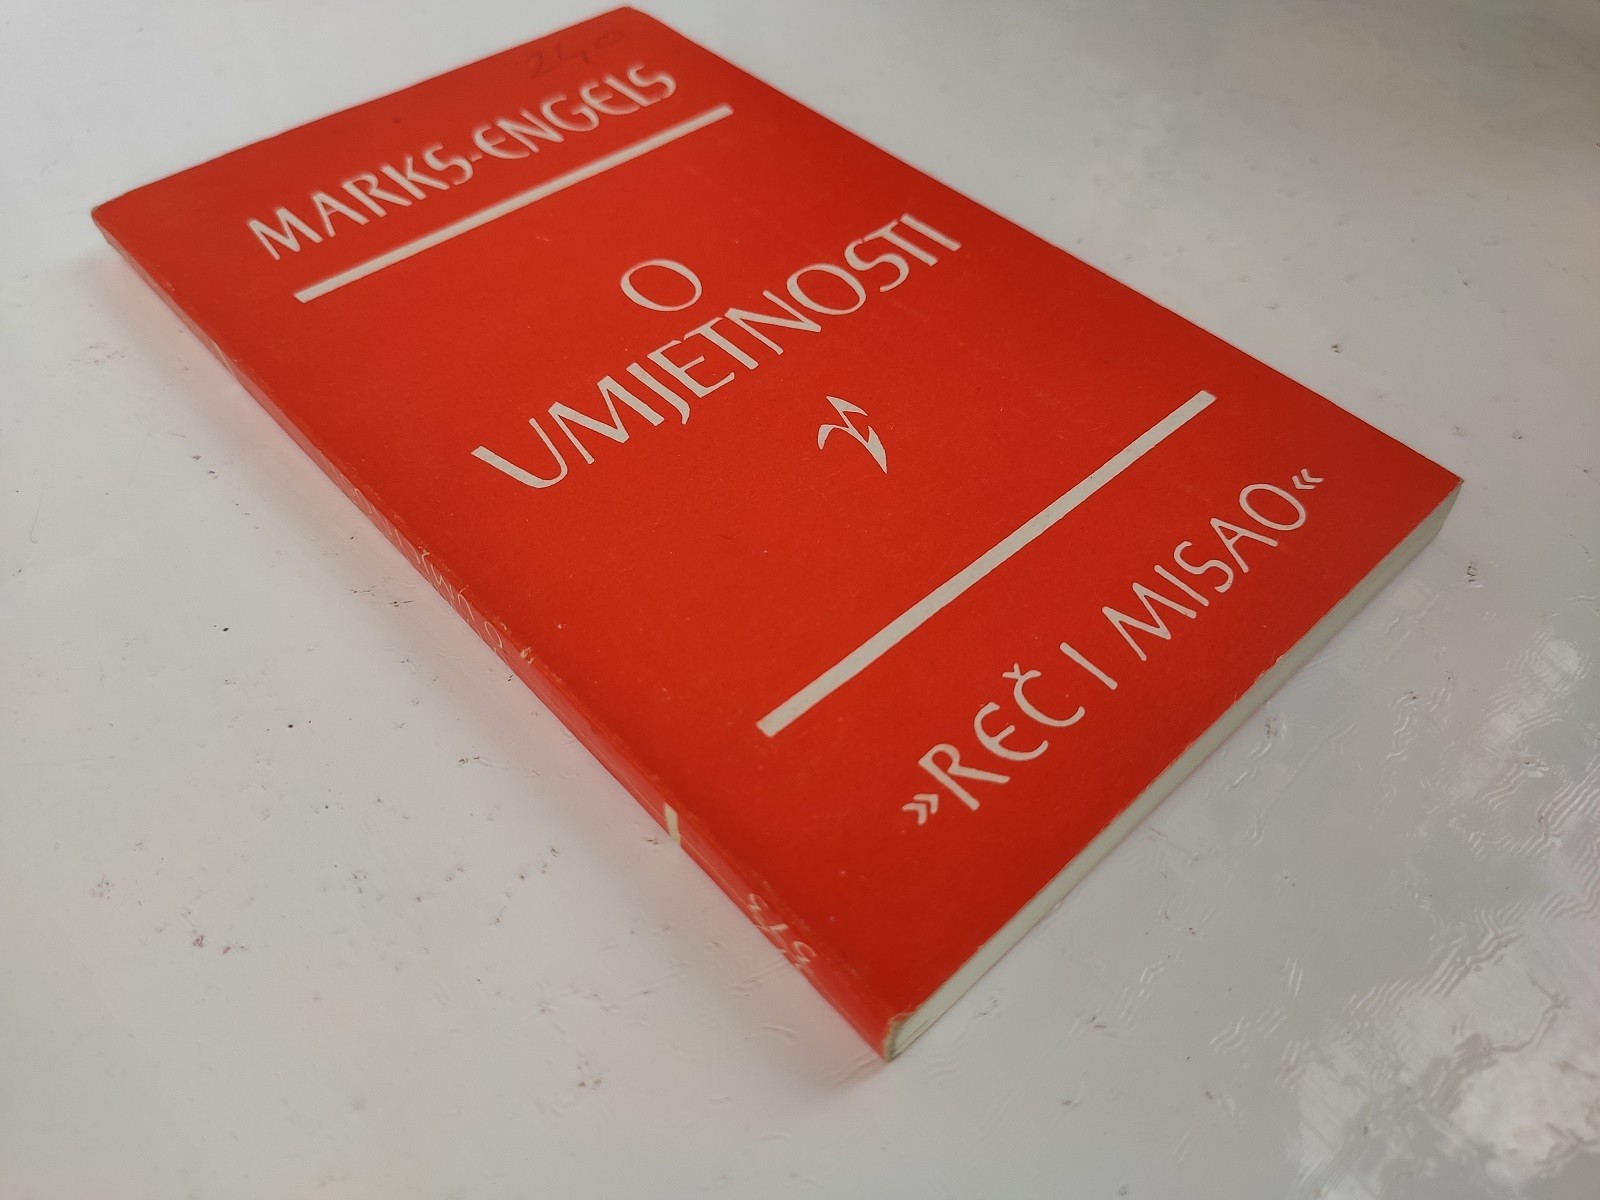 MARKS-ENGELS
O
UMJETNOSTI
»REČ I MISAO«